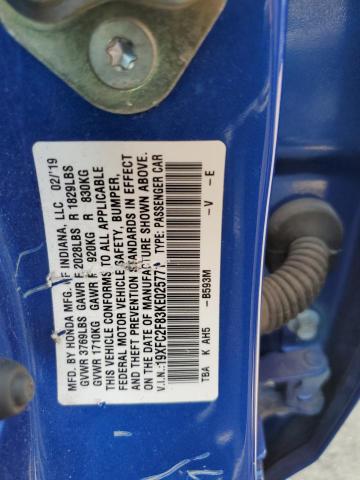 MFD. BY HONDA MFG. OF INDIANA, LLC 02/'19
GVWR 3769LBS GAWR F 2028LBS R 1829LBS
GVWR 1710KG GAWR F 920KG R 830KG
THIS VEHICLE CONFORMS TO ALL APPLICABLE
FEDERAL MOTOR VEHICLE SAFETY, BUMPER,
AND THEFT PREVENTION STANDARDS IN EFFECT
ON THE DATE OF MANUFACTURE SHOWN ABOVE.
V.I.N.: 19XFC2F83KE025771 TYPE: PASSENGER CAR
TBA K AH5 -B593M -V -E